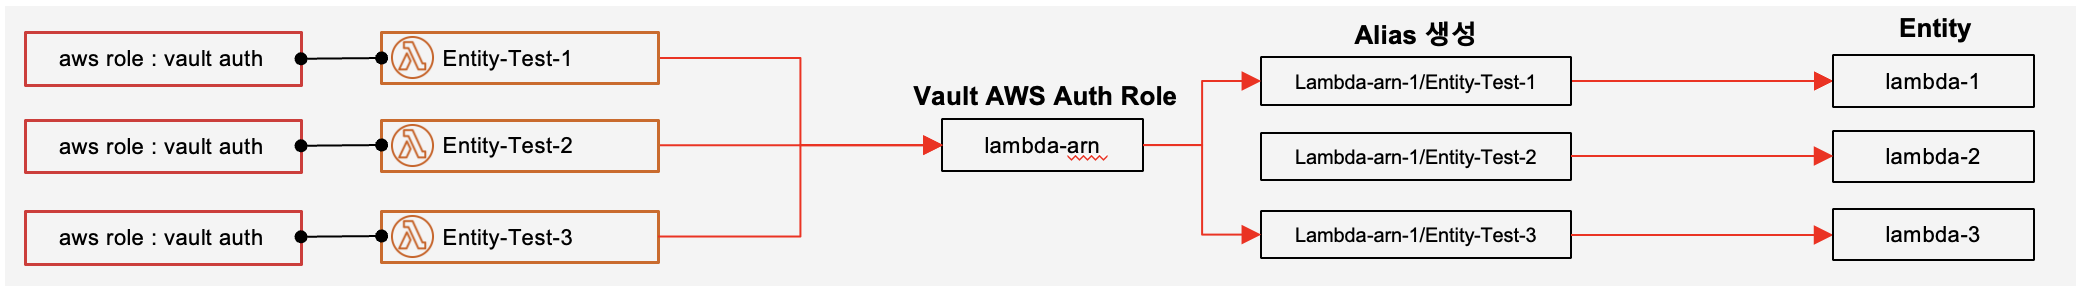 aws role : vault auth
Entity-Test-1
aws role : vault auth
Entity-Test-2
aws role : vault auth
Entity-Test-3
Vault AWS Auth Role
lambda-arn
Alias 생성
Lambda-arn-1/Entity-Test-1
Lambda-arn-1/Entity-Test-2
Lambda-arn-1/Entity-Test-3
Entity
lambda-1
lambda-2
lambda-3